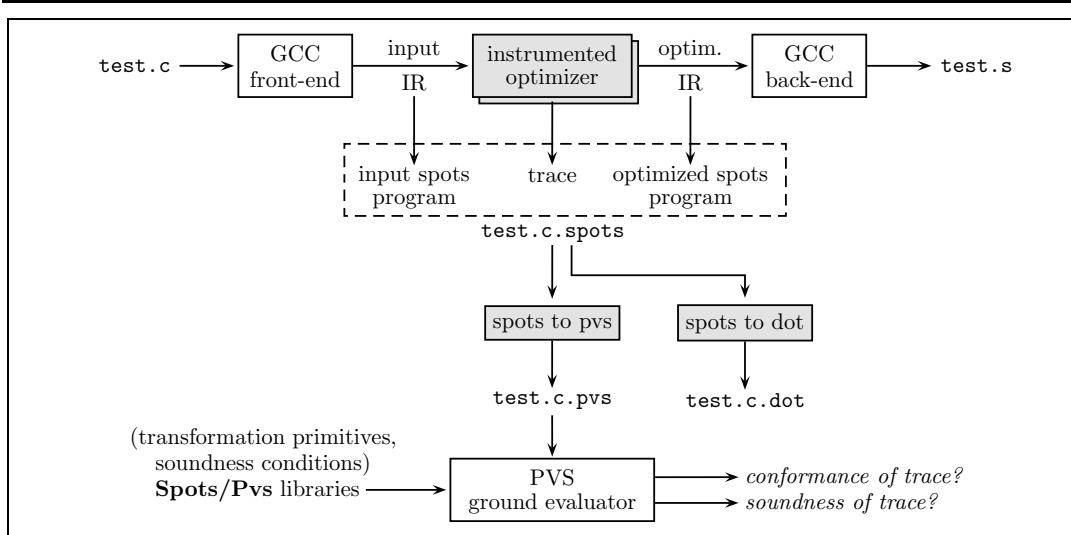 test.c
GCC
front-end
input
IR
instrumented
optimizer
optim.
IR
GCC
back-end
test.s
input spots
program
trace
optimized spots
program
test.c.spots
spots to pvs
spots to dot
test.c.pvs
test.c.dot
(transformation primitives,
soundness conditions)
Spots/Pvs libraries
PVS
ground evaluator
conformance of trace?
soundness of trace?